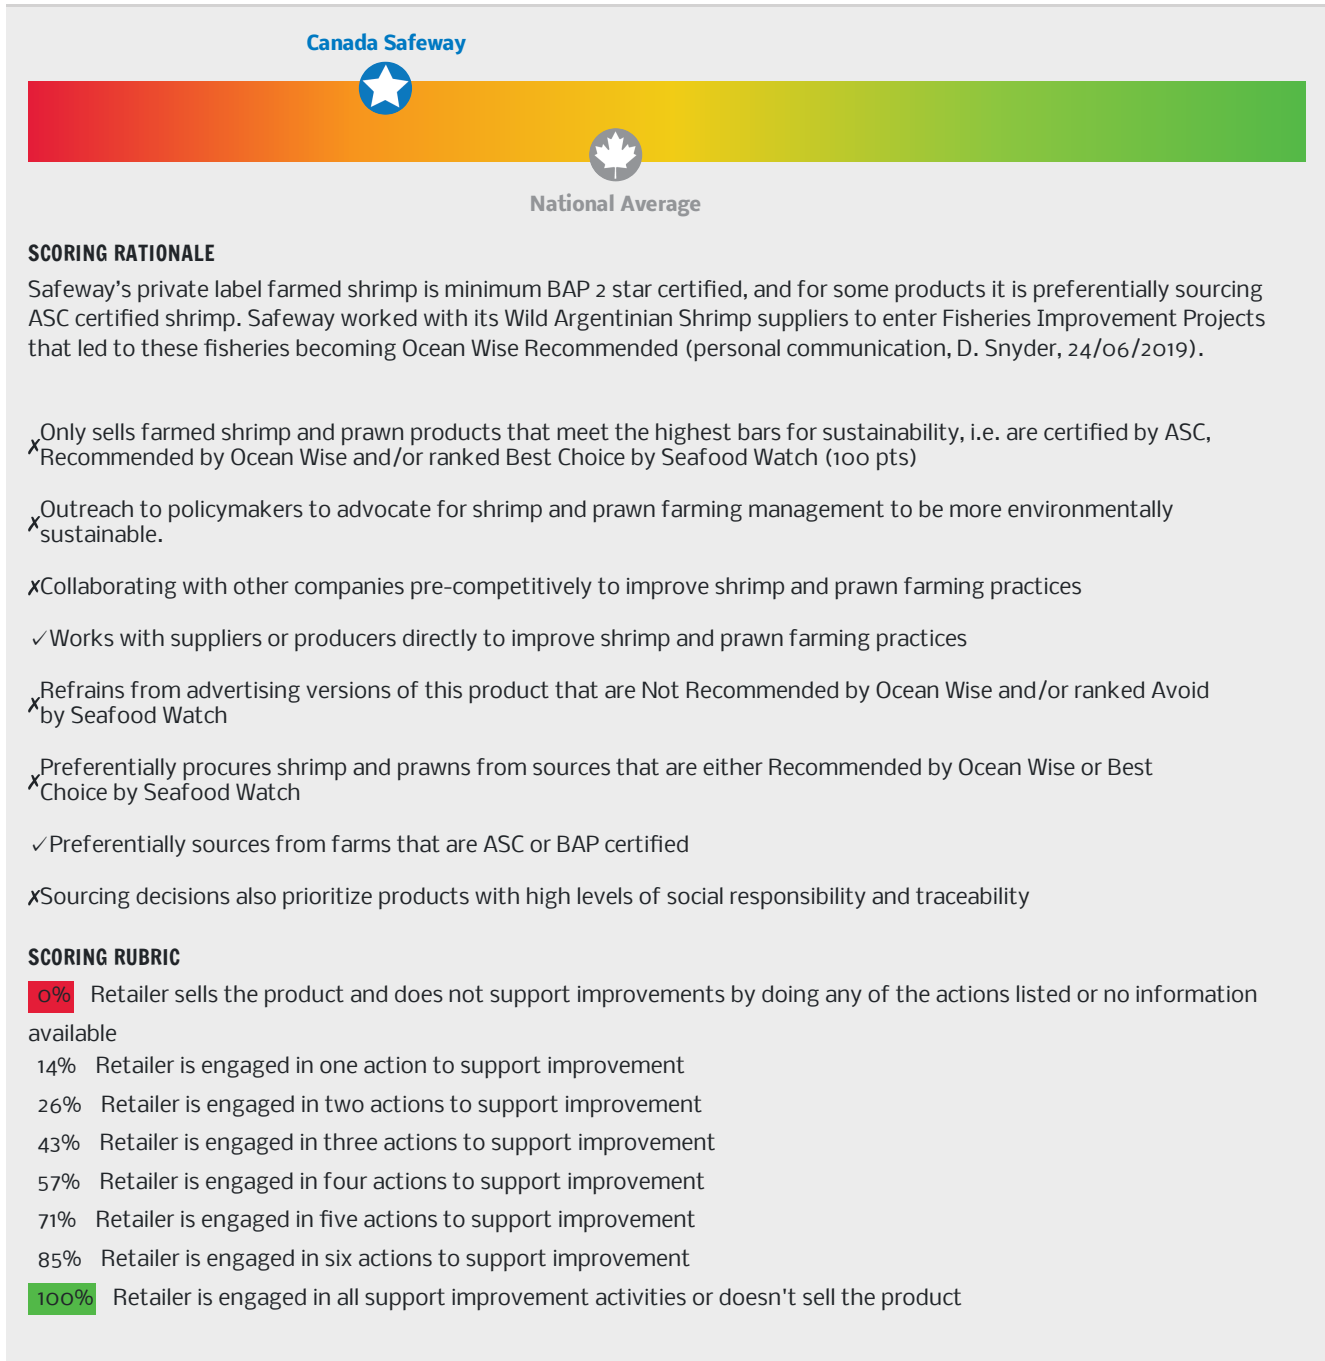 Canada Safeway
National Average
SCORING RATIONALE
Safeway's private label farmed shrimp is minimum BAP 2 star certified, and for some products it is preferentially sourcing
ASC certified shrimp. Safeway worked with its Wild Argentinian Shrimp suppliers to enter Fisheries Improvement Projects
that led to these fisheries becoming Ocean Wise Recommended (personal communication, D. Snyder, 24/06/2019).
✗Only sells farmed shrimp and prawn products that meet the highest bars for sustainability, i.e. are certified by ASC,
Recommended by Ocean Wise and/or ranked Best Choice by Seafood Watch (100 pts)
✗Outreach to policymakers to advocate for shrimp and prawn farming management to be more environmentally
sustainable.
✗Collaborating with other companies pre-competitively to improve shrimp and prawn farming practices
✓Works with suppliers or producers directly to improve shrimp and prawn farming practices
✗Refrains from advertising versions of this product that are Not Recommended by Ocean Wise and/or ranked Avoid
by Seafood Watch
✗Preferentially procures shrimp and prawns from sources that are either Recommended by Ocean Wise or Best
Choice by Seafood Watch
✓Preferentially sources from farms that are ASC or BAP certified
✗Sourcing decisions also prioritize products with high levels of social responsibility and traceability
SCORING RUBRIC
0% Retailer sells the product and does not support improvements by doing any of the actions listed or no information
available
14% Retailer is engaged in one action to support improvement
26% Retailer is engaged in two actions to support improvement
43% Retailer is engaged in three actions to support improvement
57% Retailer is engaged in four actions to support improvement
71% Retailer is engaged in five actions to support improvement
85% Retailer is engaged in six actions to support improvement
100% Retailer is engaged in all support improvement activities or doesn't sell the product